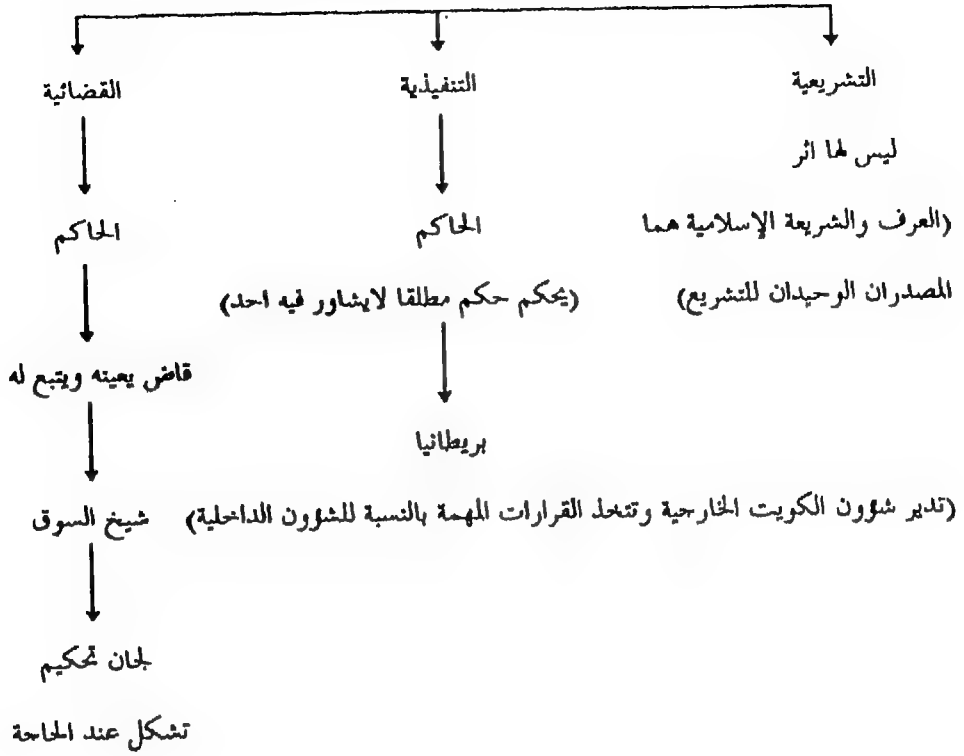 التشريعية
ليس لها اثر
(العرف والشريعة الإسلامية هما
المصدران الوحيدان للتشريع)
التنفيذية
الحاكم
(يحكم حكم مطلقا لايشاور فيه احد)
بريطانيا
(تدير شؤون الكويت الخارجية وتتخذ القرارات المهمة بالنسبة للشؤون الداخلية)
القضائية
الحاكم
قاض يعينه ويتبع له
شيخ السوق
لجان تحكيم
تشكل عند الحاجة